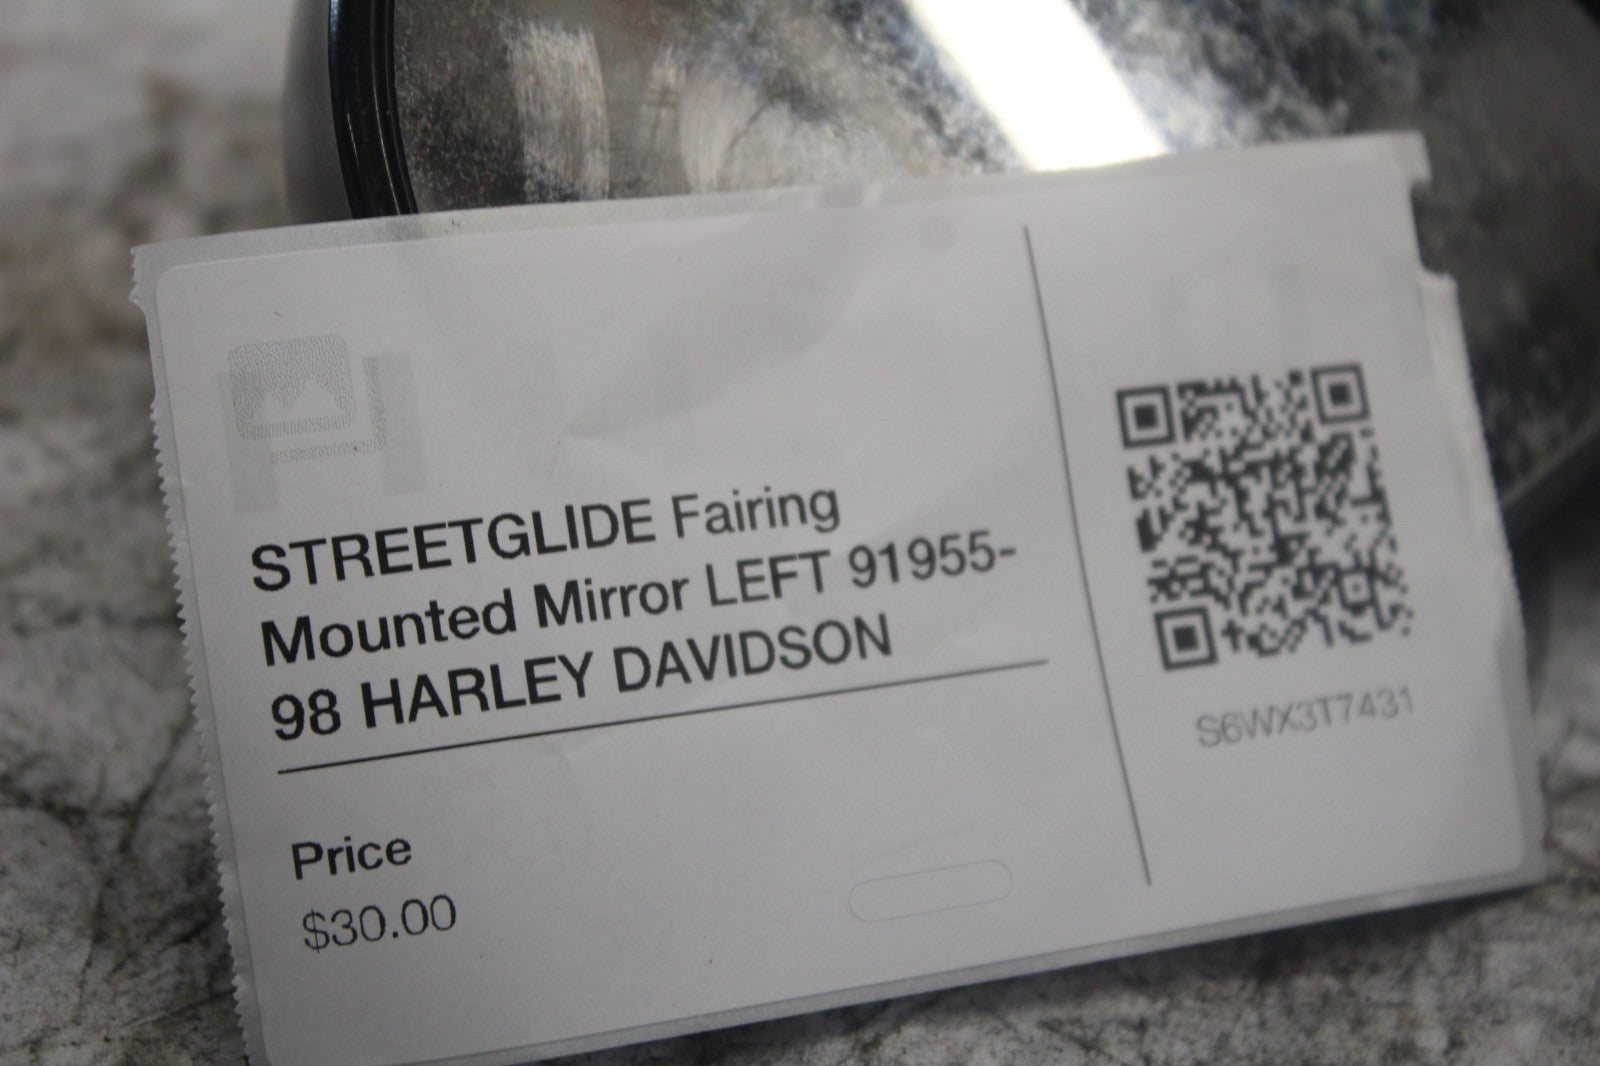 STREETGLIDE Fairing
Mounted Mirror LEFT 91955-
98 HARLEY DAVIDSON
Price
$30.00
S6WX3T7431